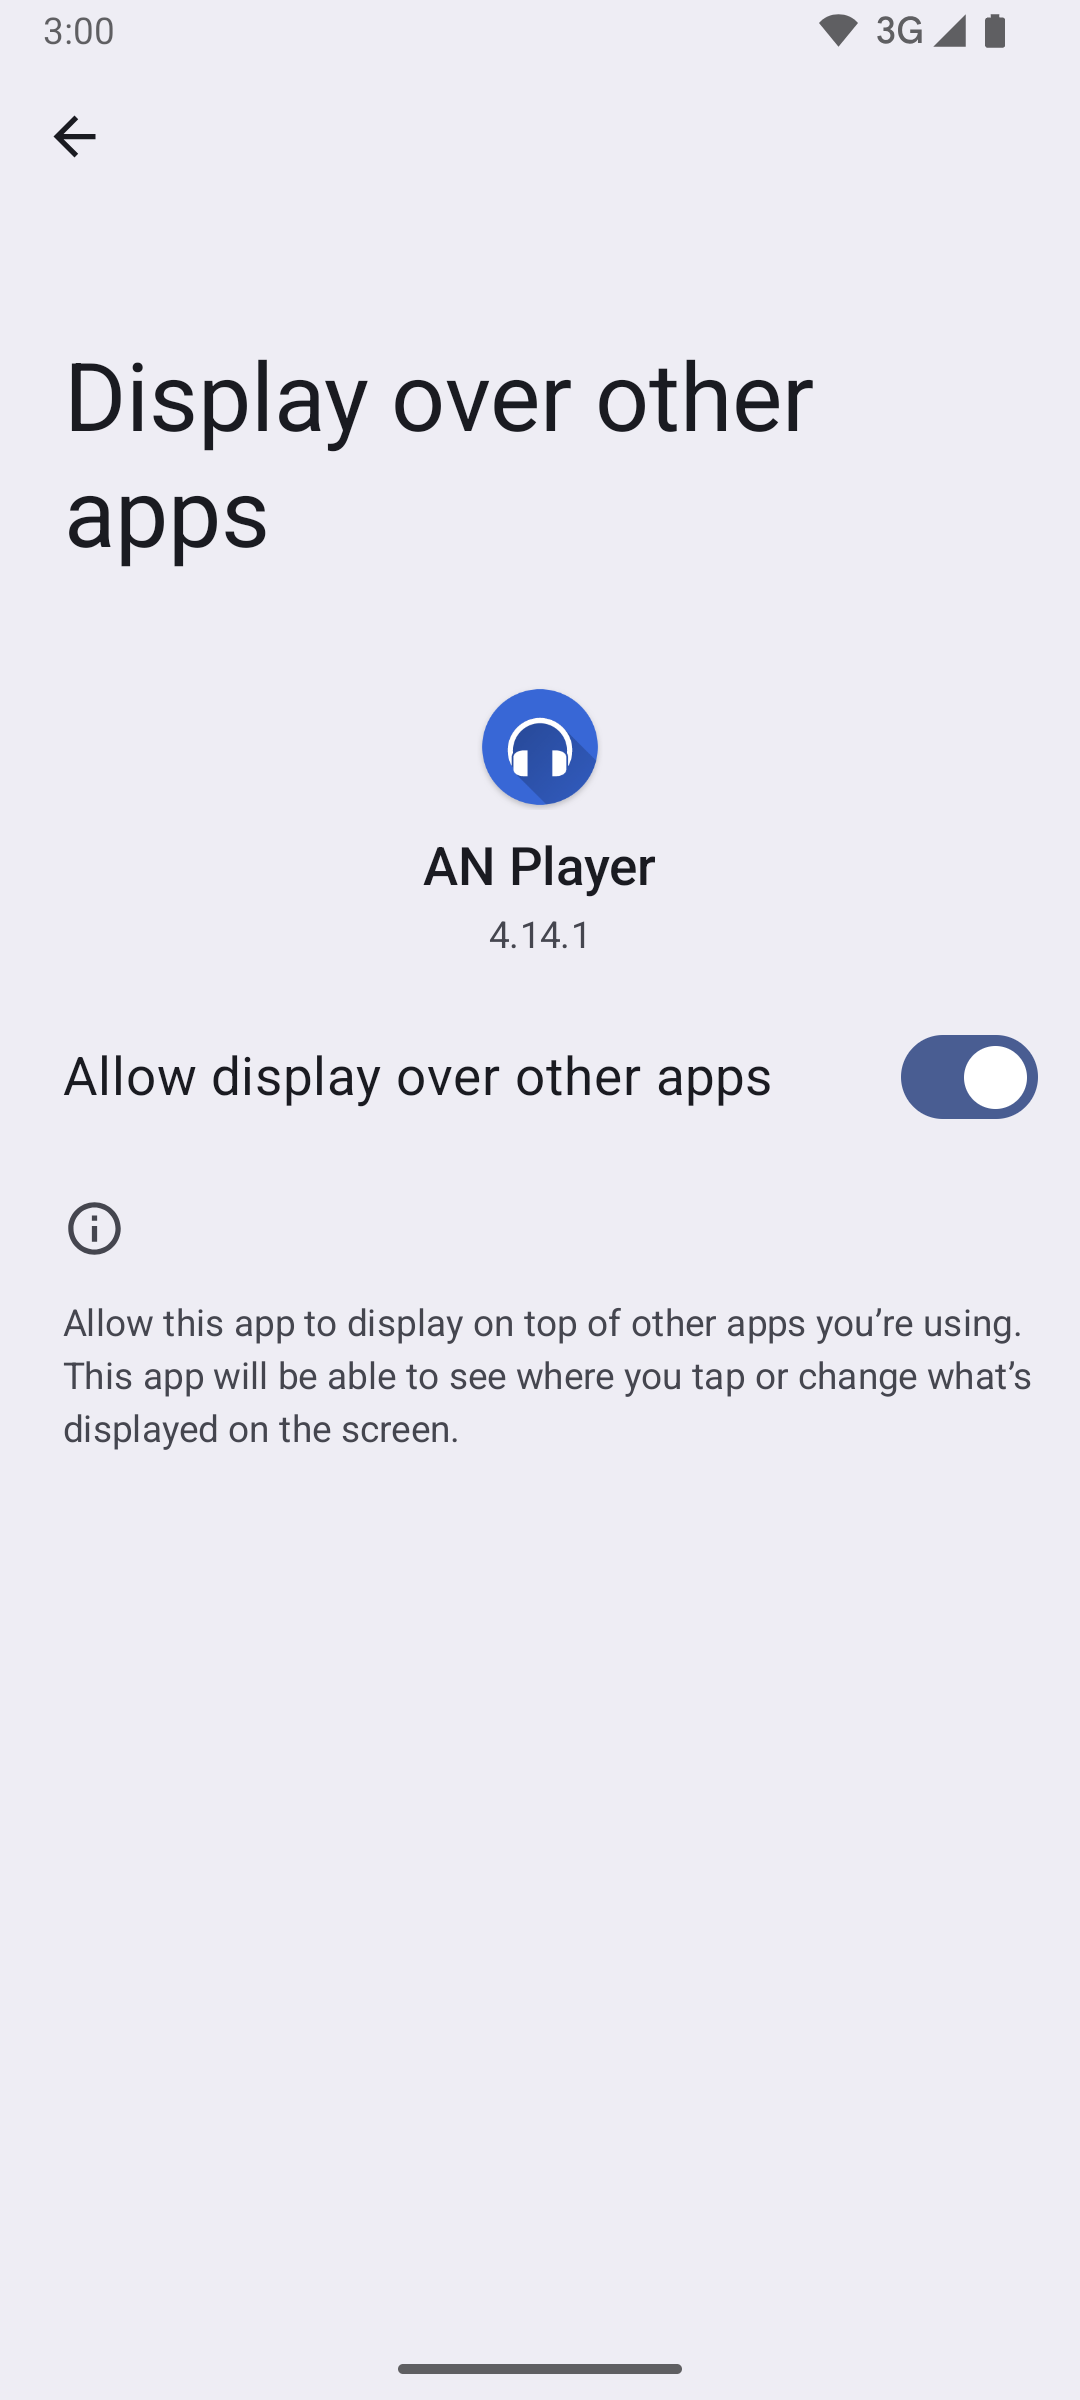 3:00
3G
Display over other
apps
AN Player
4.14.1
Allow display over other apps
Allow this app to display on top of other apps you’re using.
This app will be able to see where you tap or change what’s
displayed on the screen.